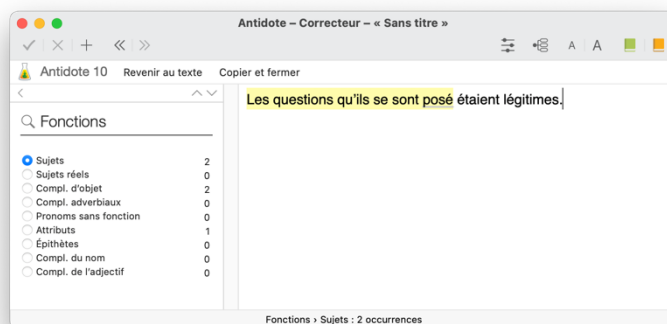 Antidote – Correcteur – « Sans titre »
A A
Antidote 10 Revenir au texte Copier et fermer
Fonctions
Sujets 2
Sujets réels 0
Compl. d'objet 2
Compl. adverbiaux 0
Pronoms sans fonction 0
Attributs 1
Épithètes 0
Compl. du nom 0
Compl. de l'adjectif 0
Les questions qu'ils se sont posé étaient légitimes.
Fonctions › Sujets : 2 occurrences